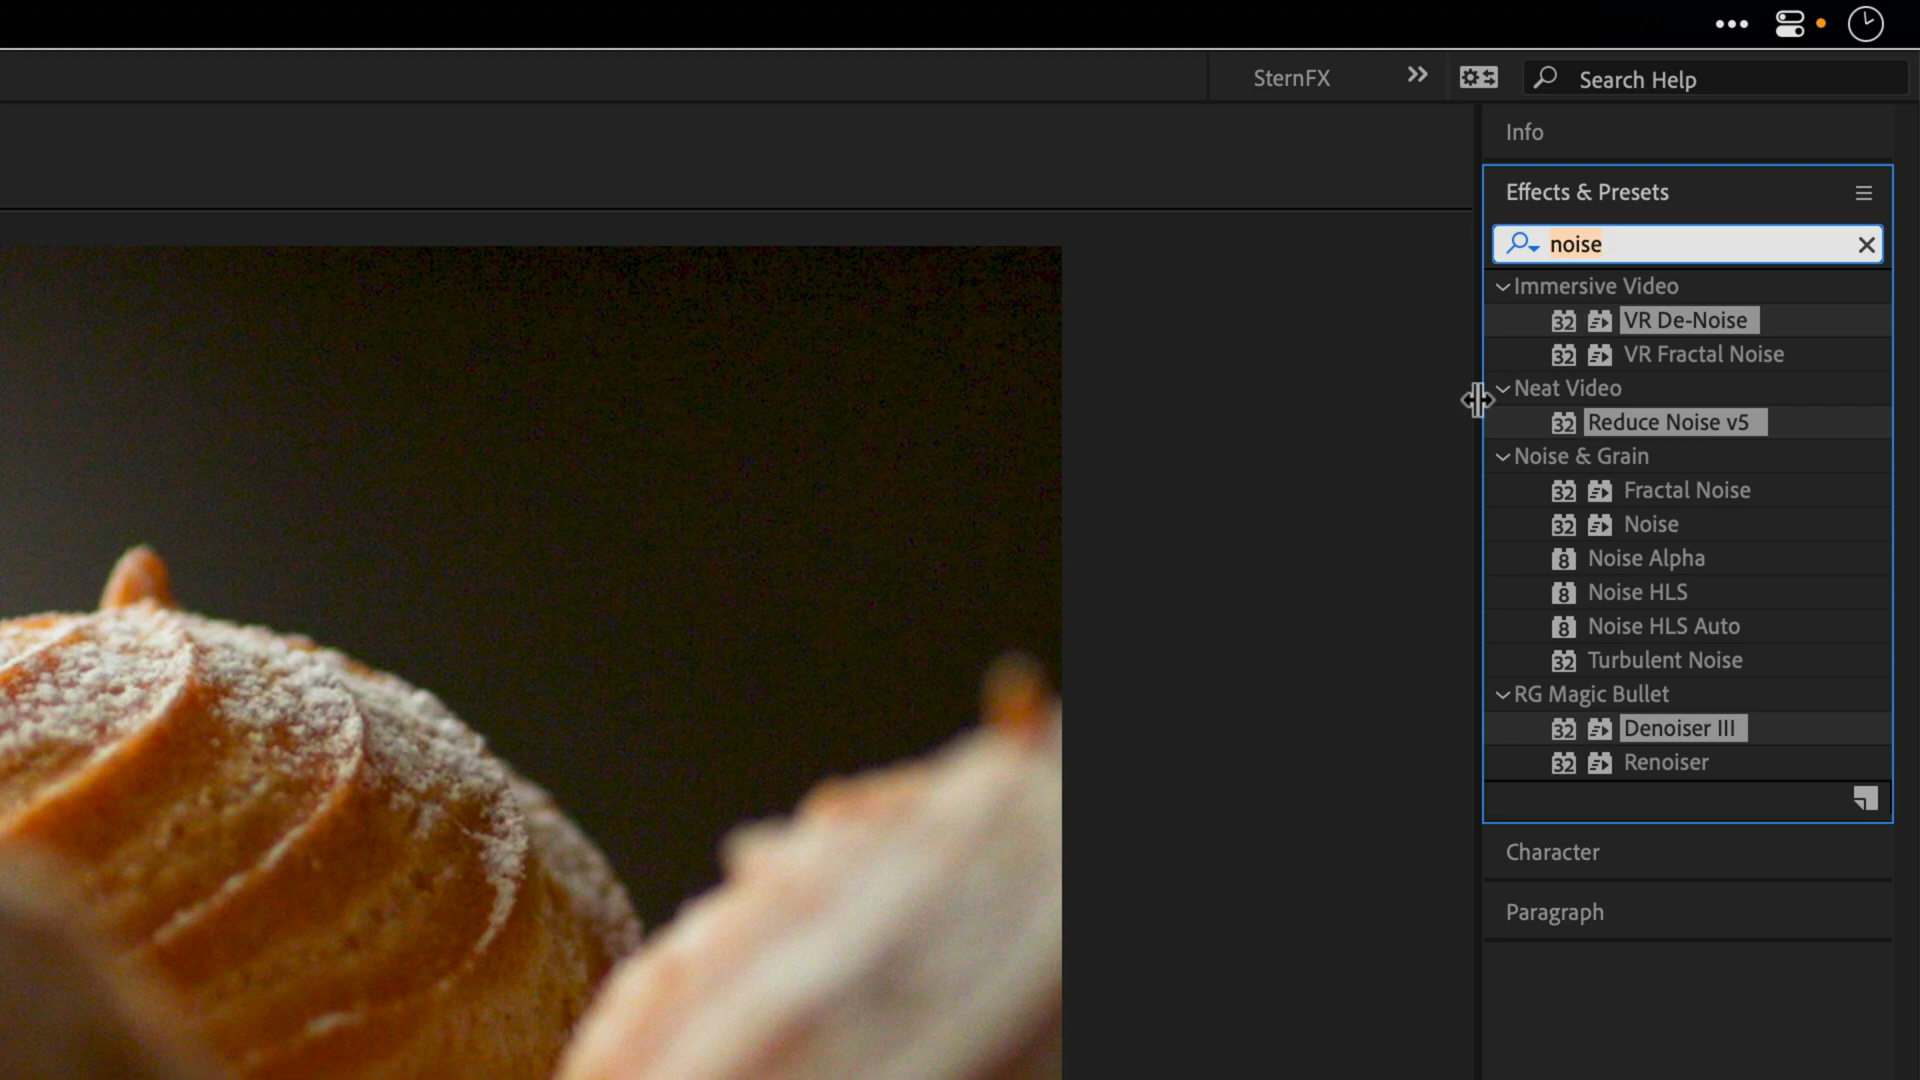 SternFX
Search Help
Info
Effects & Presets
noise
Immersive Video
32 VR De-Noise
32 VR Fractal Noise
Neat Video
32 Reduce Noise v5
Noise & Grain
32 Fractal Noise
32 Noise
8 Noise Alpha
8 Noise HLS
8 Noise HLS Auto
32 Turbulent Noise
RG Magic Bullet
32 Denoiser III
32 Renoiser
Character
Paragraph